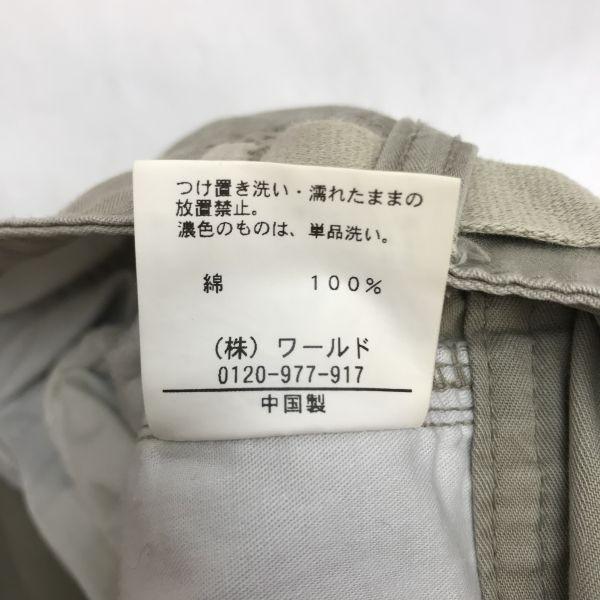 つけ置き洗い・濡れたままの
放置禁止。
濃色のものは、単品洗い。
綿 100%
(株) ワールド
0120-977-917
中国製